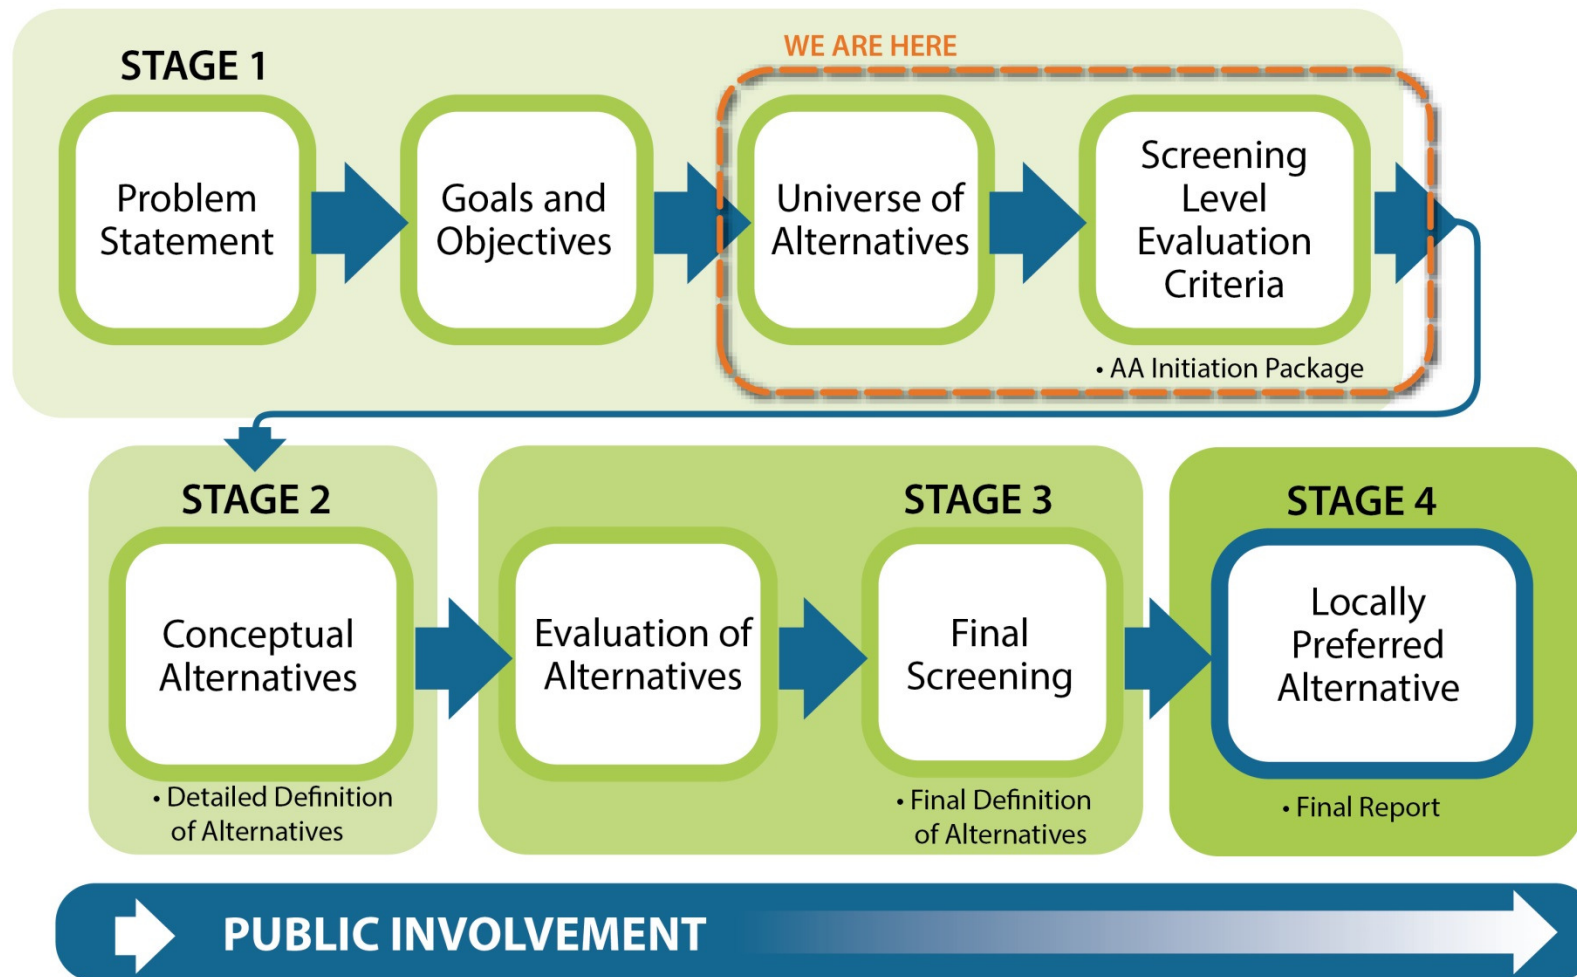 WE ARE HERE
STAGE 1
Problem
Statement
Goals and
Objectives
Universe of
Alternatives
Screening
Level
Evaluation
Criteria
• AA Initiation Package
STAGE 2
Conceptual
Alternatives
• Detailed Definition
of Alternatives
STAGE 3
Evaluation of
Alternatives
Final
Screening
• Final Definition
of Alternatives
STAGE 4
Locally
Preferred
Alternative
• Final Report
PUBLIC INVOLVEMENT